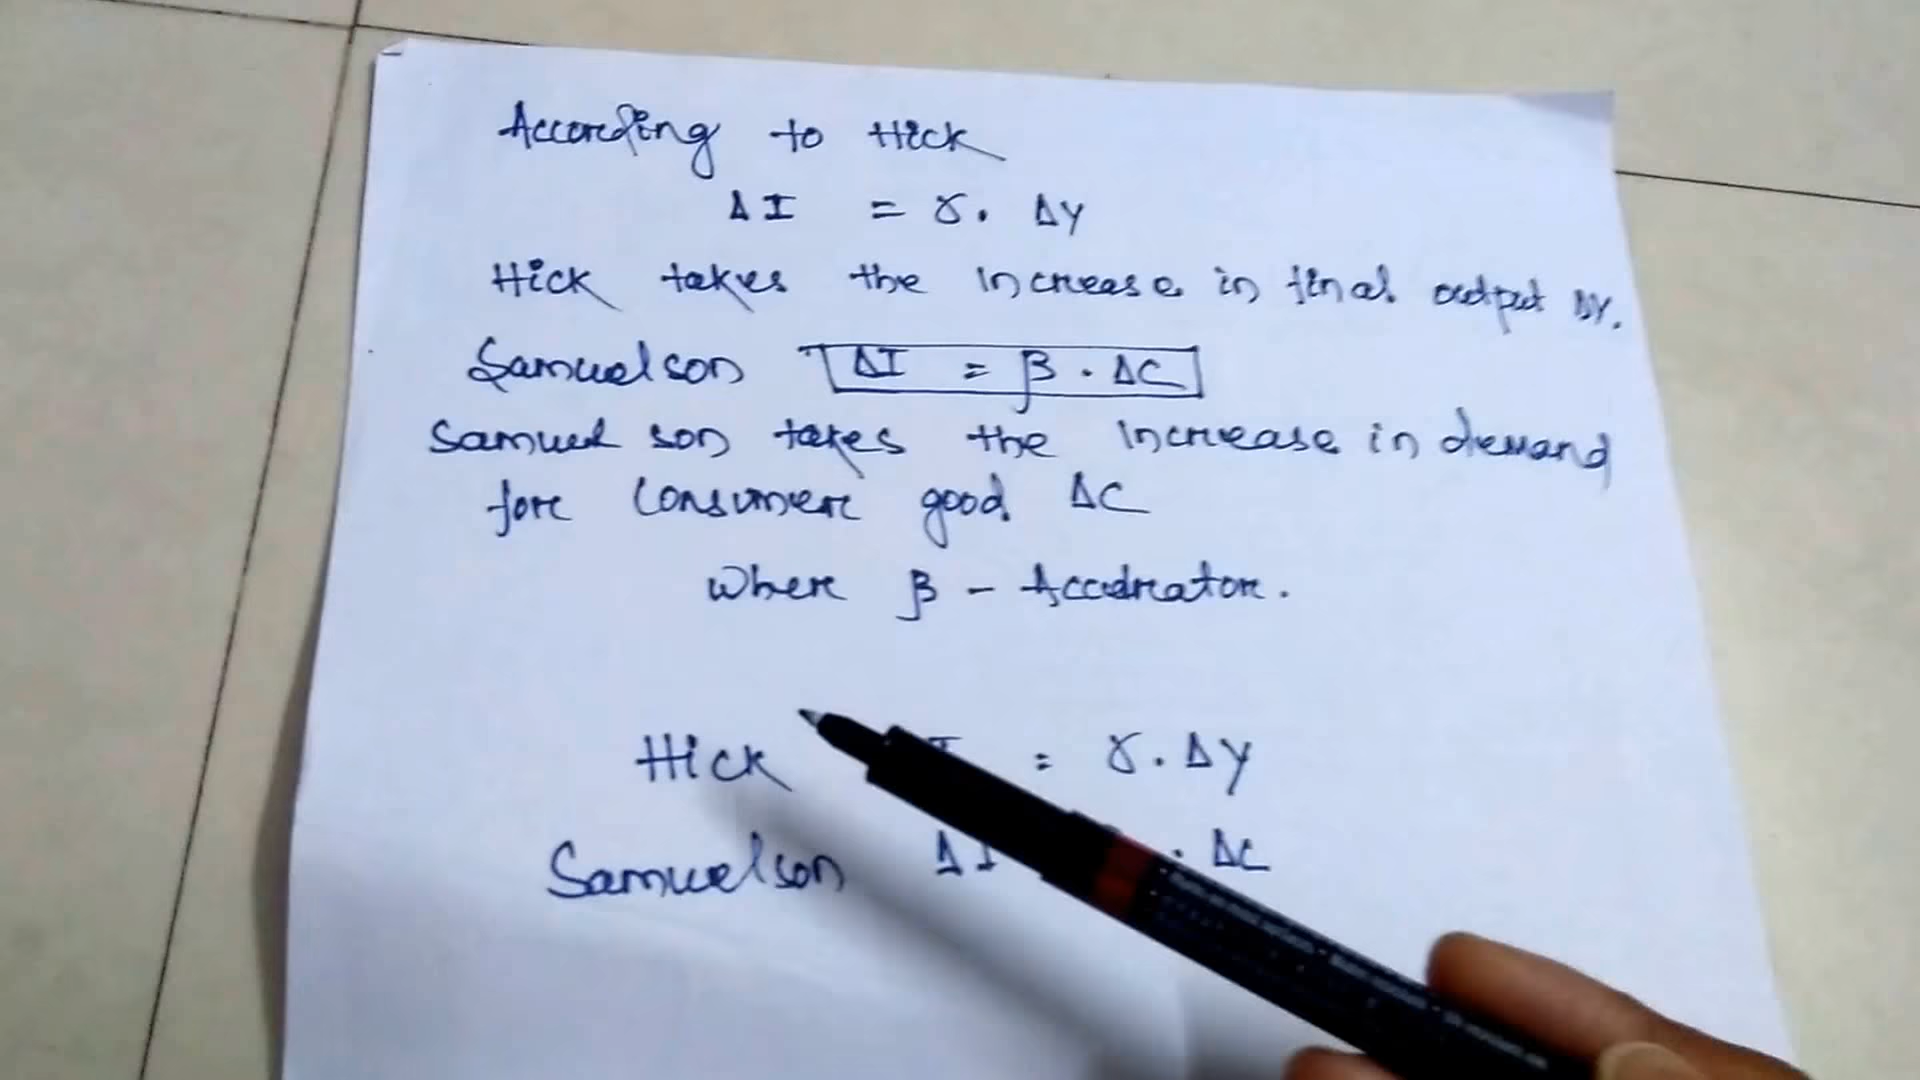 According to Hick
ΔI = γ. ΔY
Hick takes the increase in final output ΔY.
Samuelson ΔI = β . ΔC
Samuelson takes the increase in demand
for consumer good ΔC
Where β - Accelerator.
Hick = γ. ΔY
Samuelson ΔI . ΔC